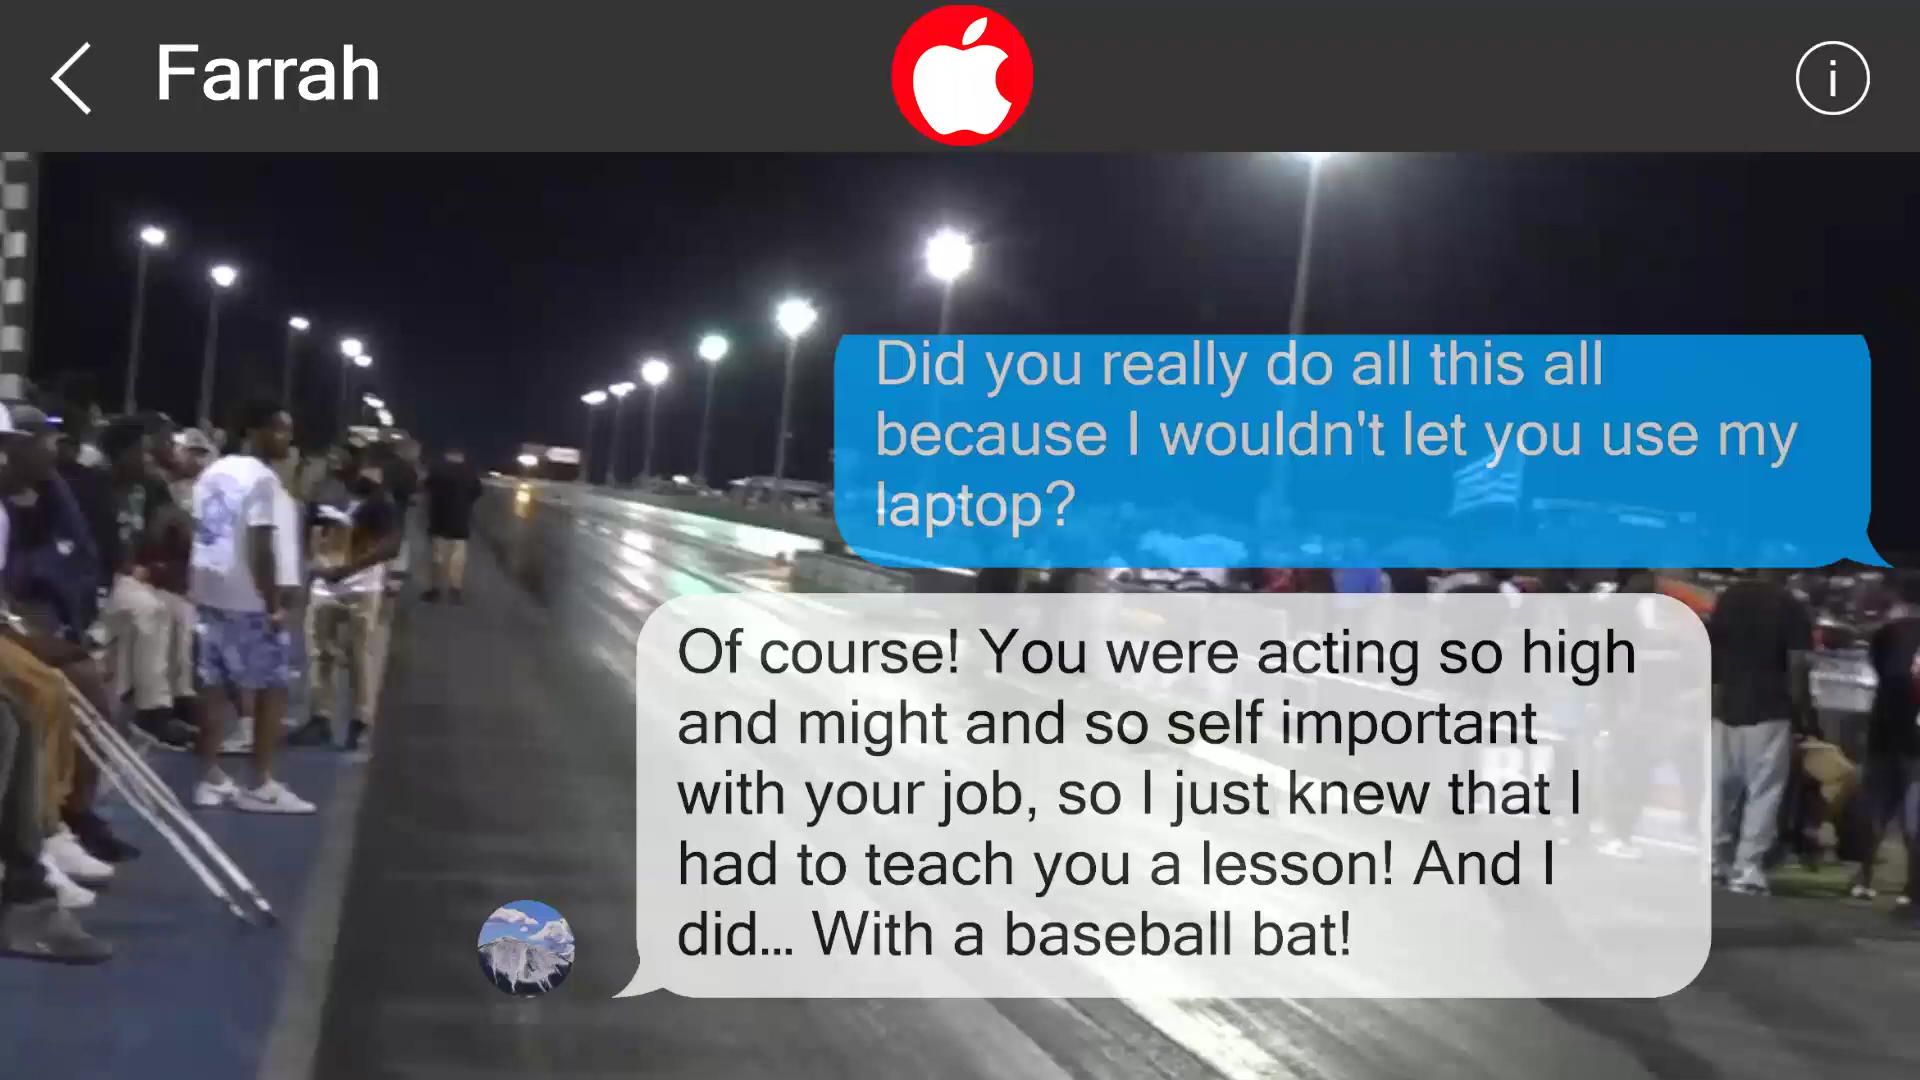 Farrah
i
Did you really do all this all
because I wouldn't let you use my
laptop?
Of course! You were acting so high
and might and so self important
with your job, so I just knew that I
had to teach you a lesson! And I
did... With a baseball bat!